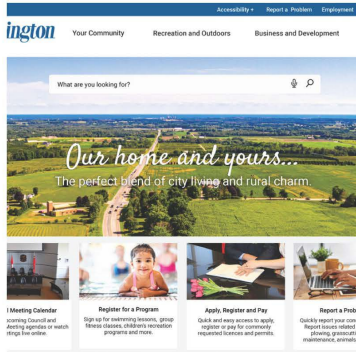 Accessibility + Report a Problem Employment
ington Your Community Recreation and Outdoors Business and Development
What are you looking for?
Our home and yours...
The perfect blend of city living and rural charm.
Meeting Calendar
coming Council and
Meeting agendas or watch
etings live online.
Register for a Program
Sign up for swimming lessons, group
fitness classes, children's recreation
programs and more.
Apply, Register and Pay
Quick and easy access to apply,
register or pay for commonly
requested licences and permits.
Report a Prob
Quickly report your con
Report issues related
plowing, grasscutti
maintenance, animals